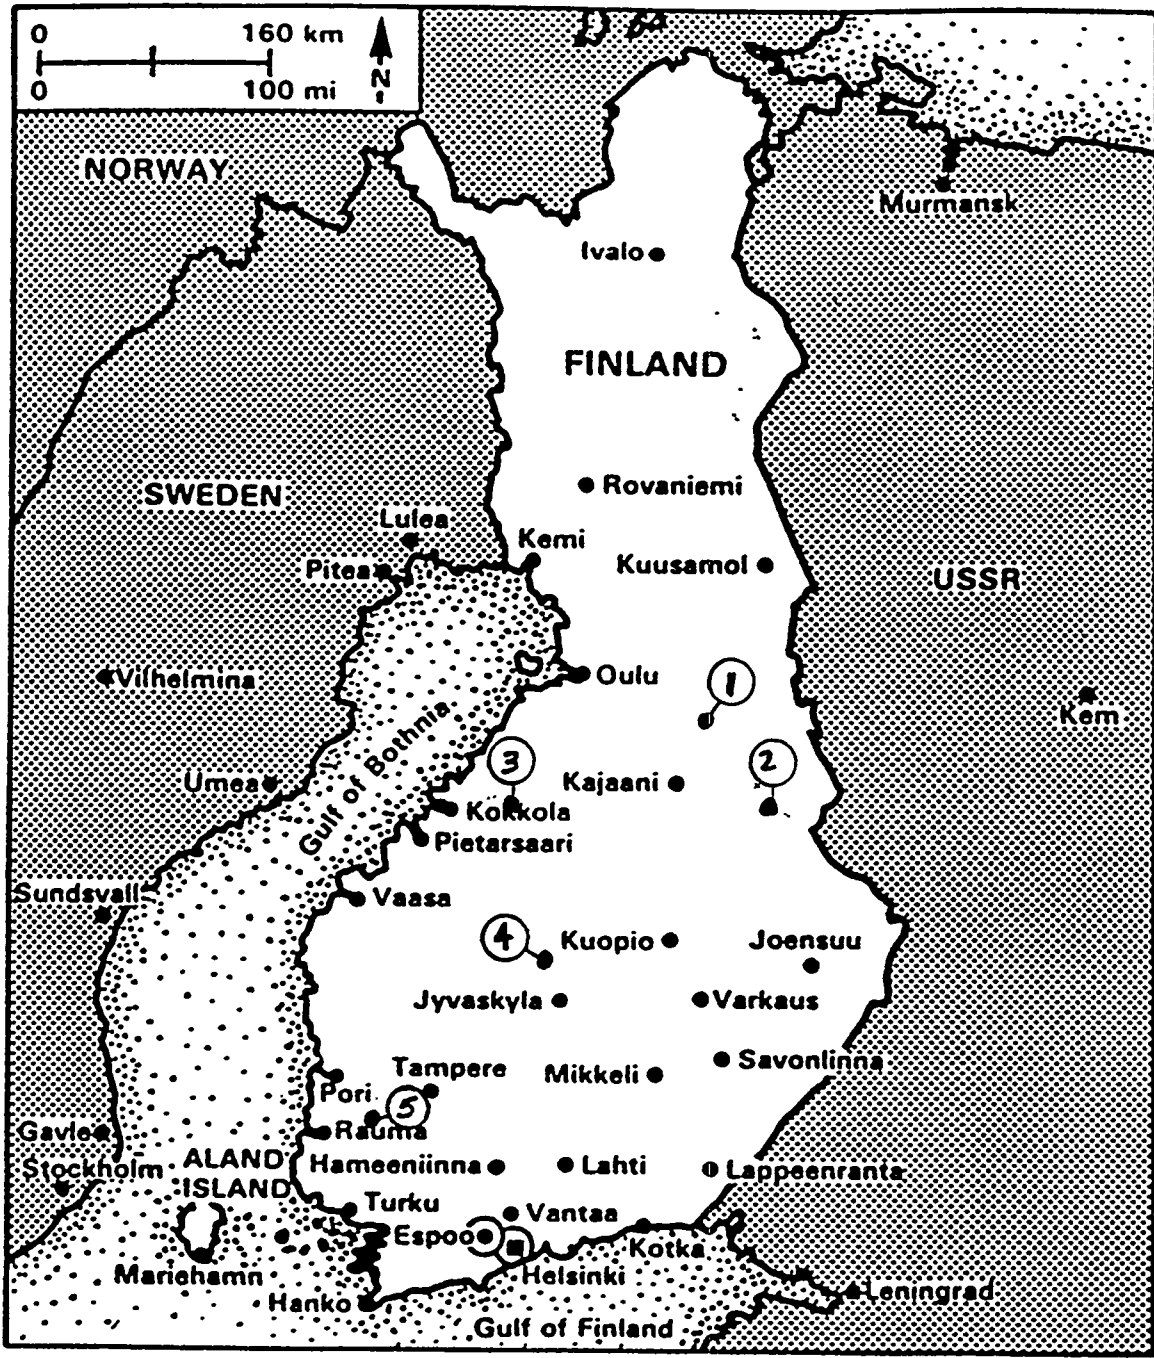 0 160 km
0 100 mi
N
NORWAY
Murmansk
Ivalo
FINLAND
Rovaniemi
SWEDEN
Lulea
Kemi
Pitea
Kuusamol
USSR
Vilhelmina
Oulu
1
Kem
Gulf of Bothnia
3
2
Umea
Kajaani
Kokkola
Pietarsaari
Sundsvall
Vaasa
4
Kuopio
Joensuu
Jyvaskyla
Varkaus
Tampere
Mikkeli
Savonlinna
Pori
5
Gavle
Rauma
Stockholm
ALAND
ISLAND
Hameeniinna
Lahti
Lappeenranta
Turku
Vantaa
Espoo
Kotka
Mariehamn
Helsinki
Leningrad
Hanko
Gulf of Finland